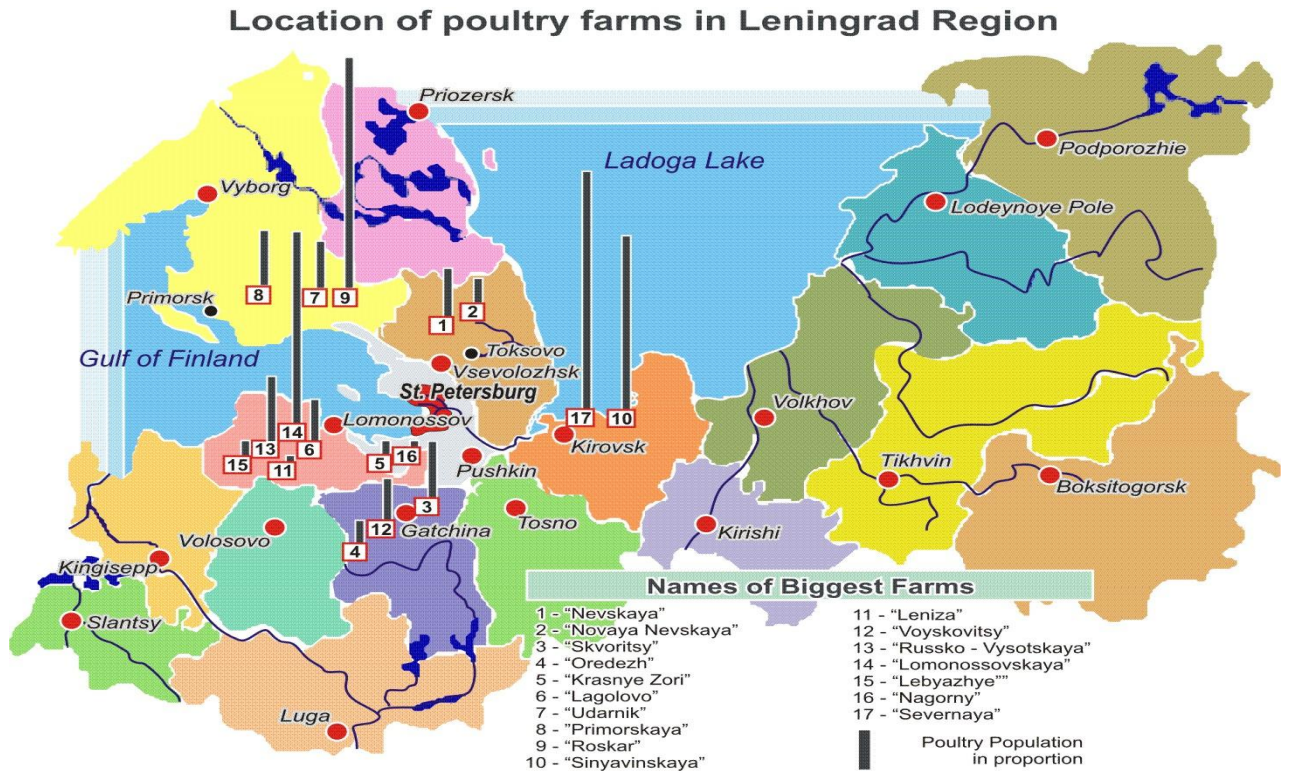 Location of poultry farms in Leningrad Region
Priozersk
Ladoga Lake
Podporozhie
Vyborg
Lodeynoye Pole
8
7
9
Primorsk
1
2
Gulf of Finland
Toksovo
Vsevolozhsk
St. Petersburg
Lomonossov
14
13
6
15
11
5
16
17
10
Kirovsk
Volkhov
Pushkin
Tikhvin
Boksitogorsk
3
12
Gatchina
4
Tosno
Kirishi
Volosovo
Kingisepp
Slantsy
Luga
Names of Biggest Farms
1 - "Nevskaya"
2 - "Novaya Nevskaya"
3 - "Skvoritsy"
4 - "Oredezh"
5 - "Krasnye Zori"
6 - "Lagolovo"
7 - "Udarnik"
8 - "Primorskaya"
9 - "Roskar"
10 - "Sinyavinskaya"
11 - "Leniza"
12 - "Voyskovitsy"
13 - "Russko - Vysotskaya"
14 - "Lomonossovskaya"
15 - "Lebyazhye""
16 - "Nagorny"
17 - "Severnaya"
Poultry Population
in proportion